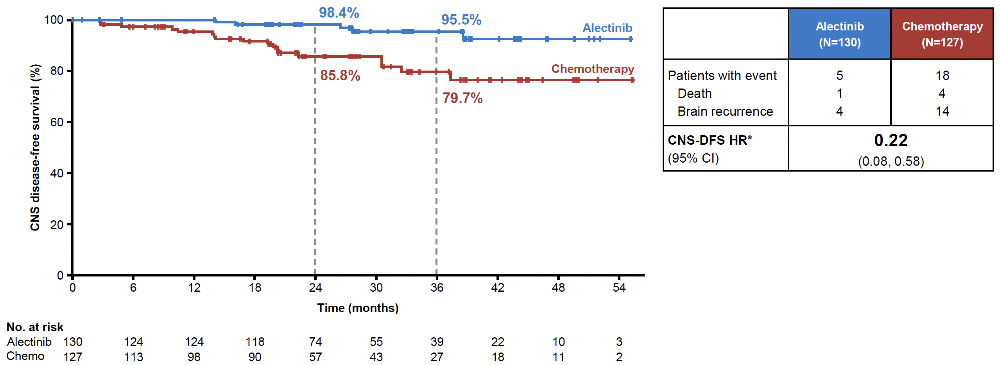 98.4%
95.5%
Alectinib
85.8%
Chemotherapy
79.7%
CNS disease-free survival (%)
100
80
60
40
20
0
0 6 12 18 24 30 36 42 48 54
Time (months)
No. at risk
Alectinib 130 124 124 118 74 55 39 22 10 3
Chemo 127 113 98 90 57 43 27 18 11 2
Alectinib (N=130)
Chemotherapy (N=127)
Patients with event 5 18
Death 1 4
Brain recurrence 4 14
CNS-DFS HR* 0.22
(95% CI) (0.08, 0.58)